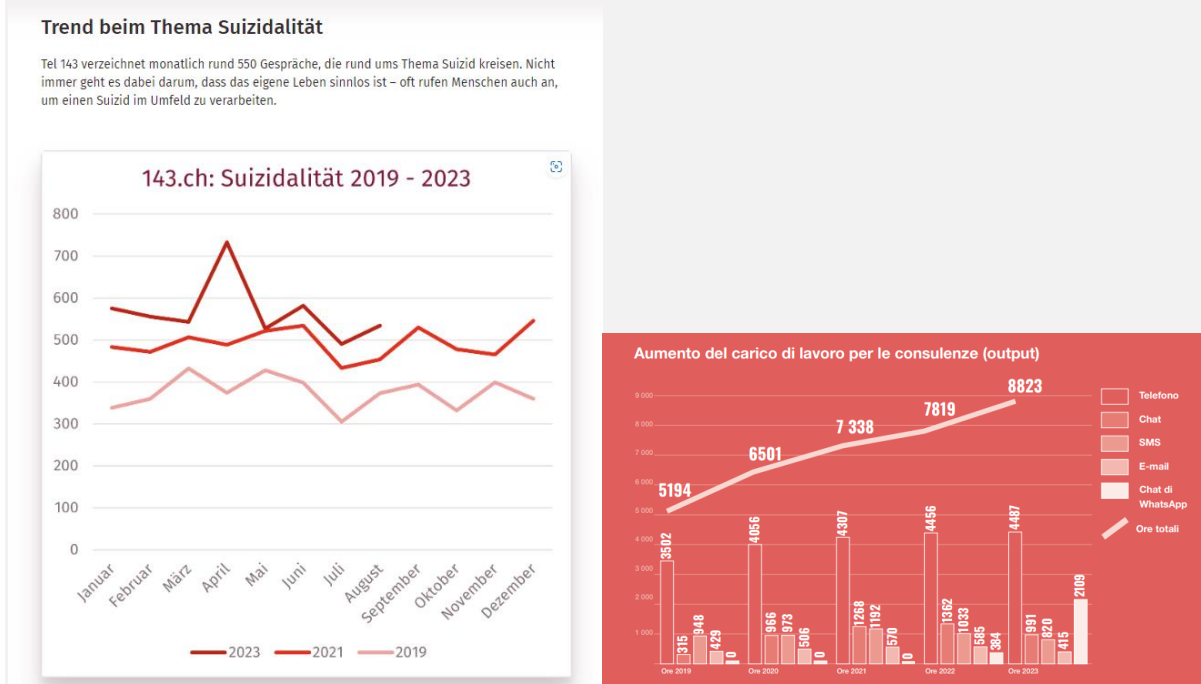 Trend beim Thema Suizidalität
Tel 143 verzeichnet monatlich rund 550 Gespräche, die rund ums Thema Suizid kreisen. Nicht
immer geht es dabei darum, dass das eigene Leben sinnlos ist – oft rufen Menschen auch an,
um einen Suizid im Umfeld zu verarbeiten.
143.ch: Suizidalität 2019 - 2023
800
700
600
500
400
300
200
100
0
Januar
Februar
März
April
Mai
Juni
Juli
August
September
Oktober
November
Dezember
2023
2021
2019
Aumento del carico di lavoro per le consulenze (output)
9 000
8 000
7 000
6 000
5 000
4 000
3 000
2 000
1 000
5194
6501
7 338
7819
8823
3502
315
948
429
0
4056
966
973
506
0
4307
1268
1192
570
0
4456
1362
1033
585
384
4487
991
820
415
2109
Ore 2019
Ore 2020
Ore 2021
Ore 2022
Ore 2023
Telefono
Chat
SMS
E-mail
Chat di
WhatsApp
Ore totali